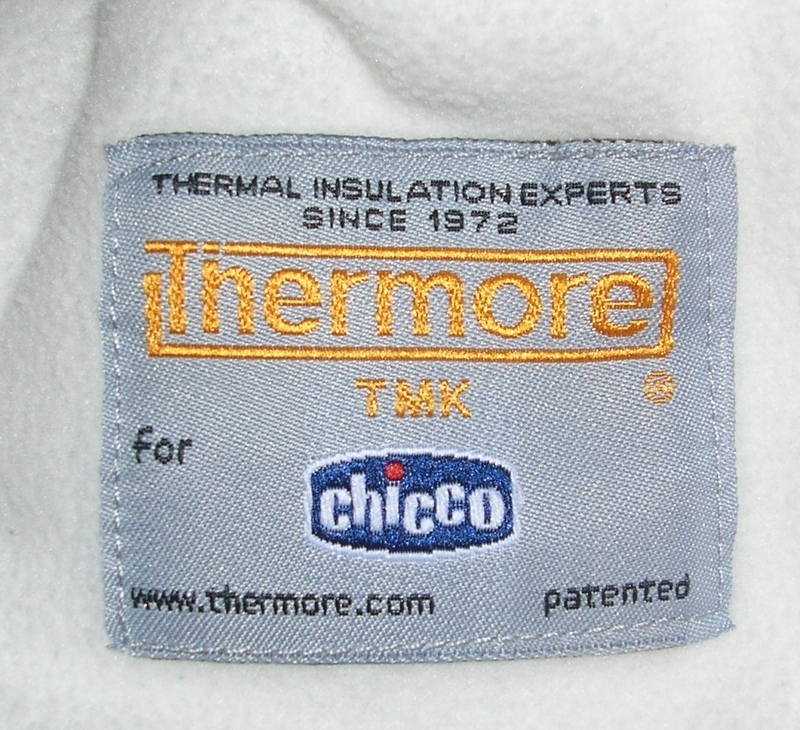 THERMAL INSULATION EXPERTS
SINCE 1972
Thermore
TMK ®
for
chicco
www.thermore.com patented